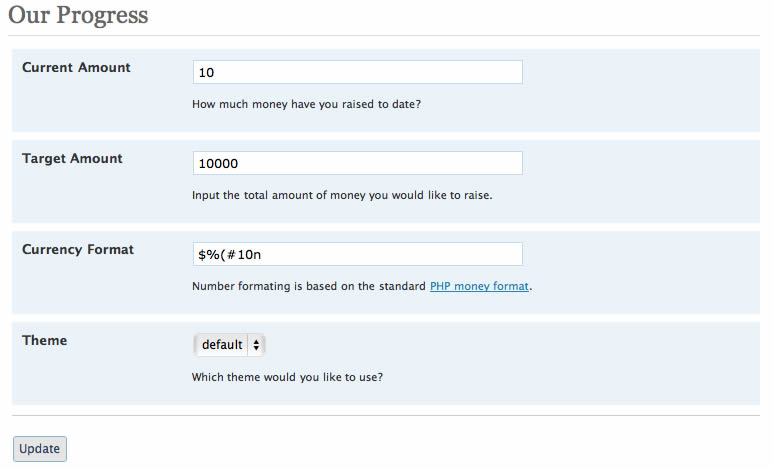 Our Progress
Current Amount
10
How much money have you raised to date?
Target Amount
10000
Input the total amount of money you would like to raise.
Currency Format
$%(#10n
Number formating is based on the standard PHP money format.
Theme
default
Which theme would you like to use?
Update